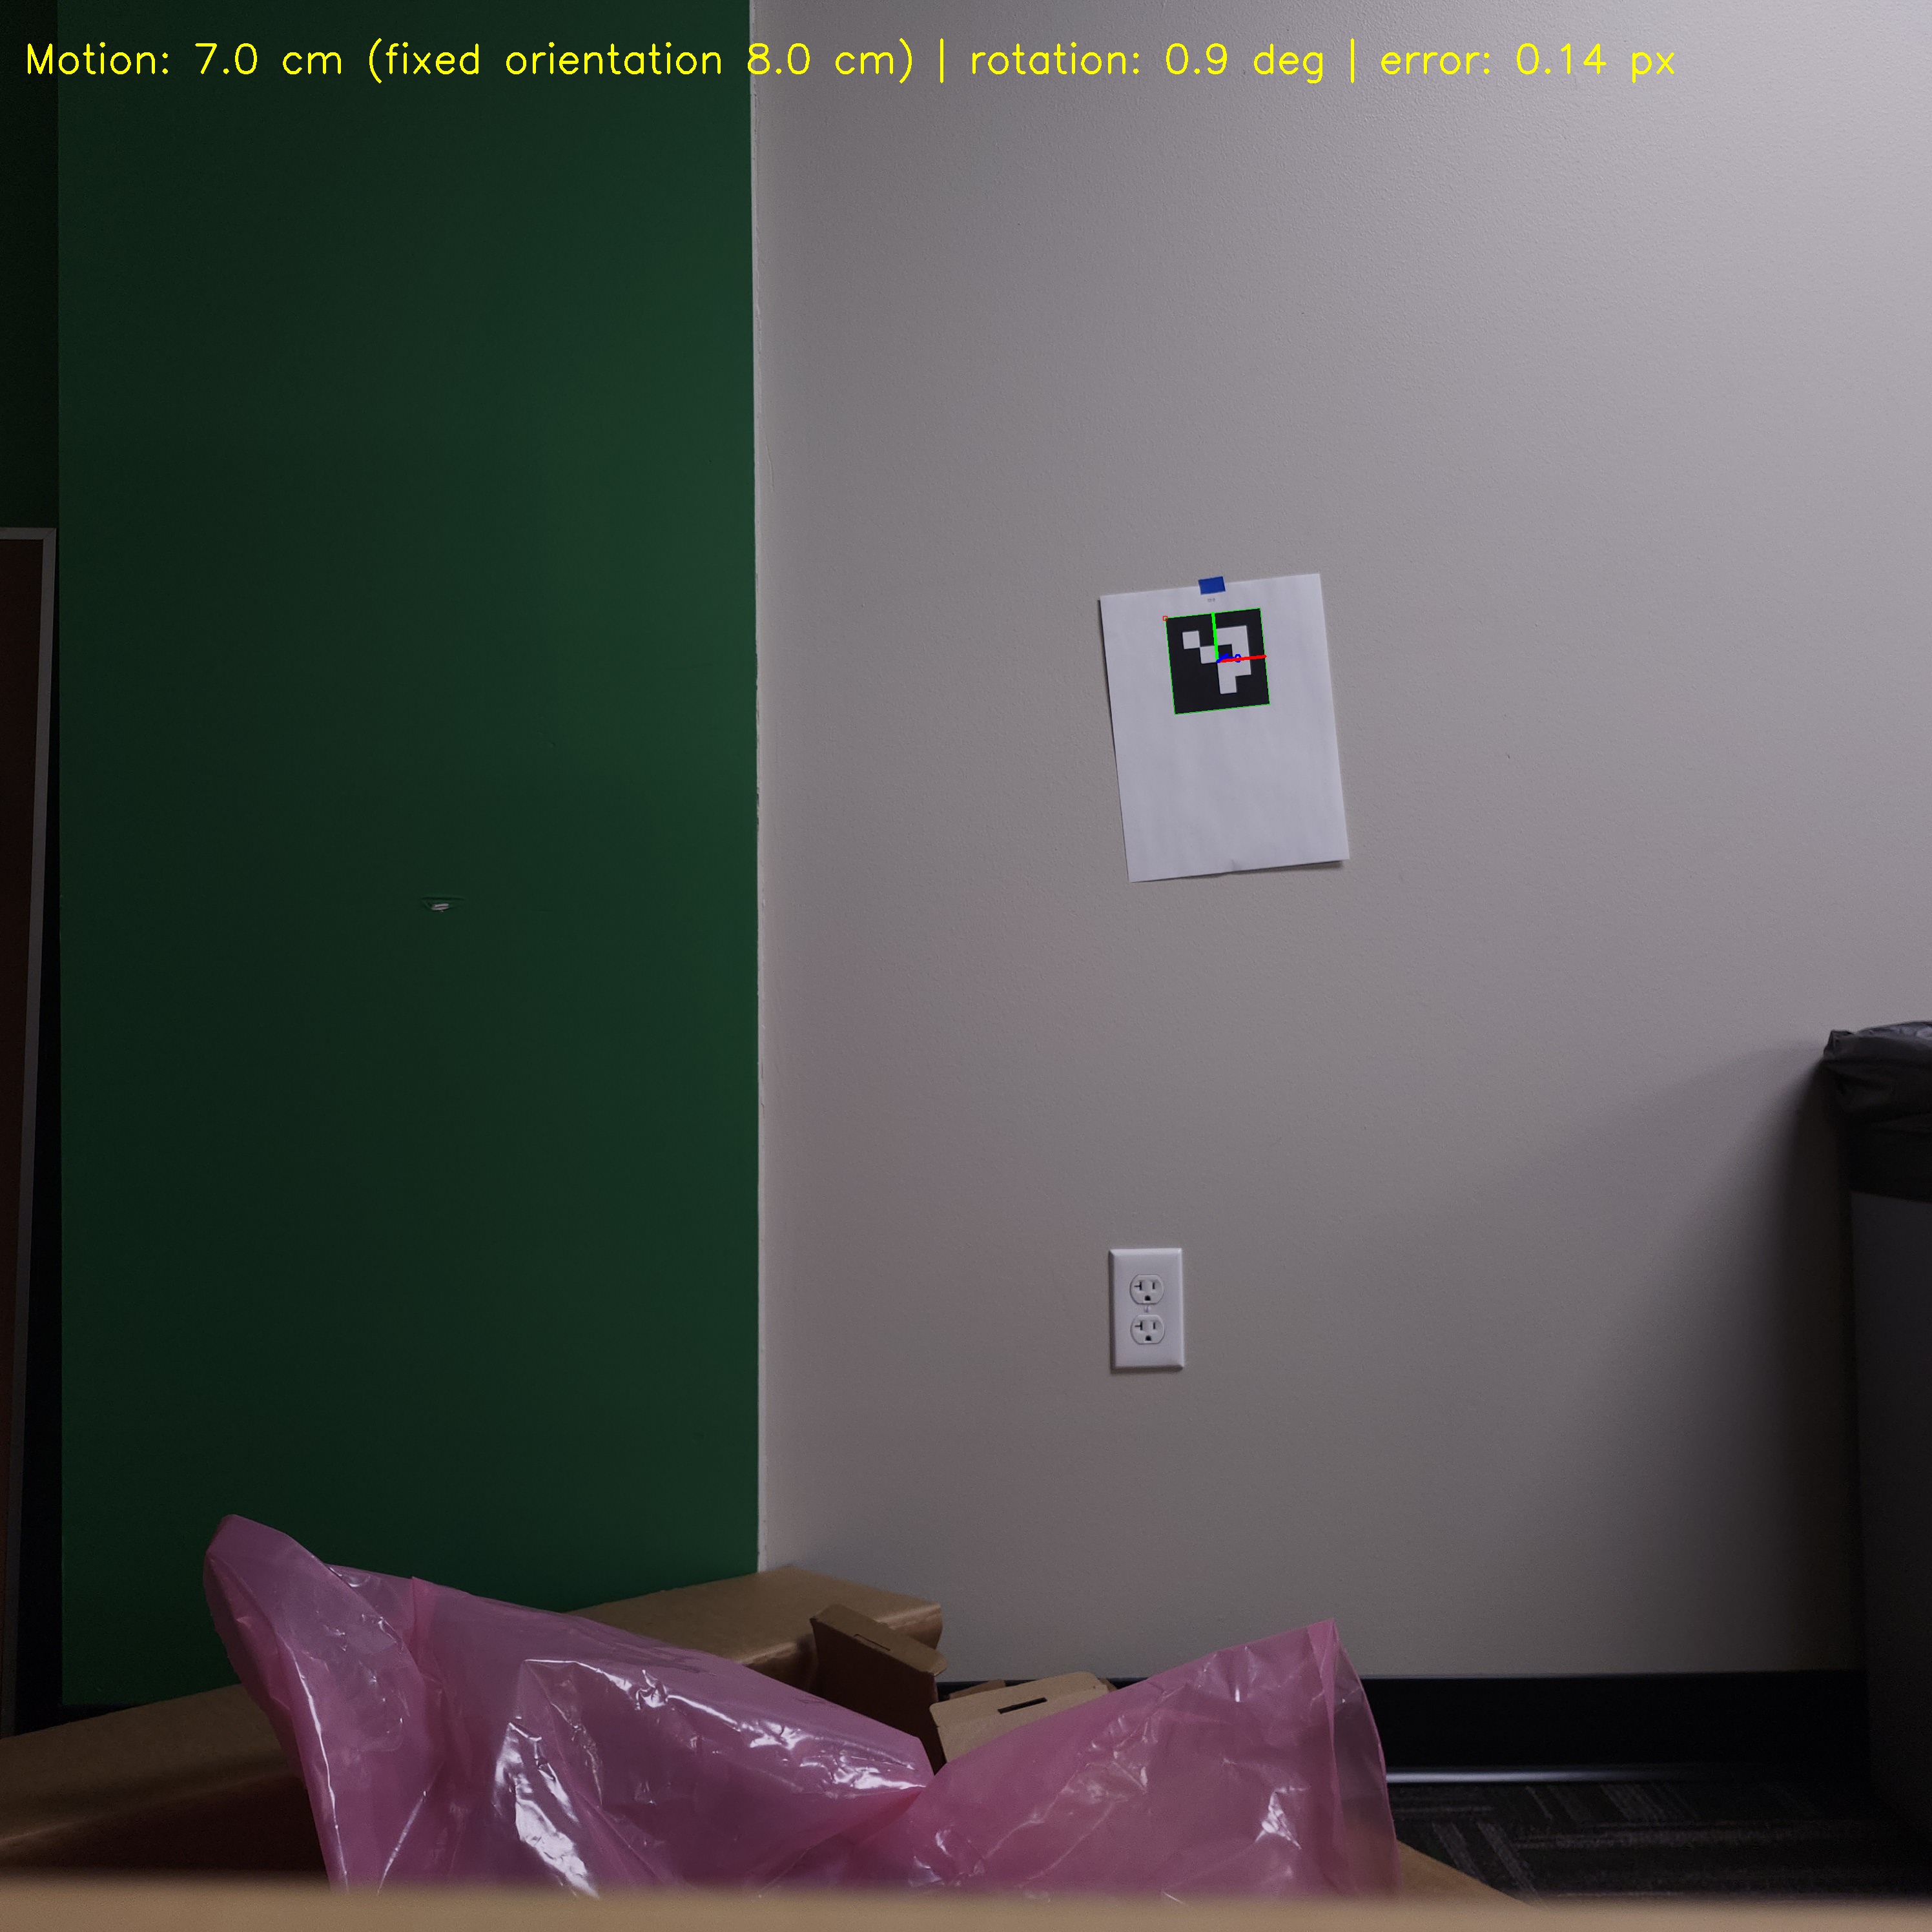 Motion: 7.0 cm (fixed orientation 8.0 cm) | rotation: 0.9 deg | error: 0.14 px